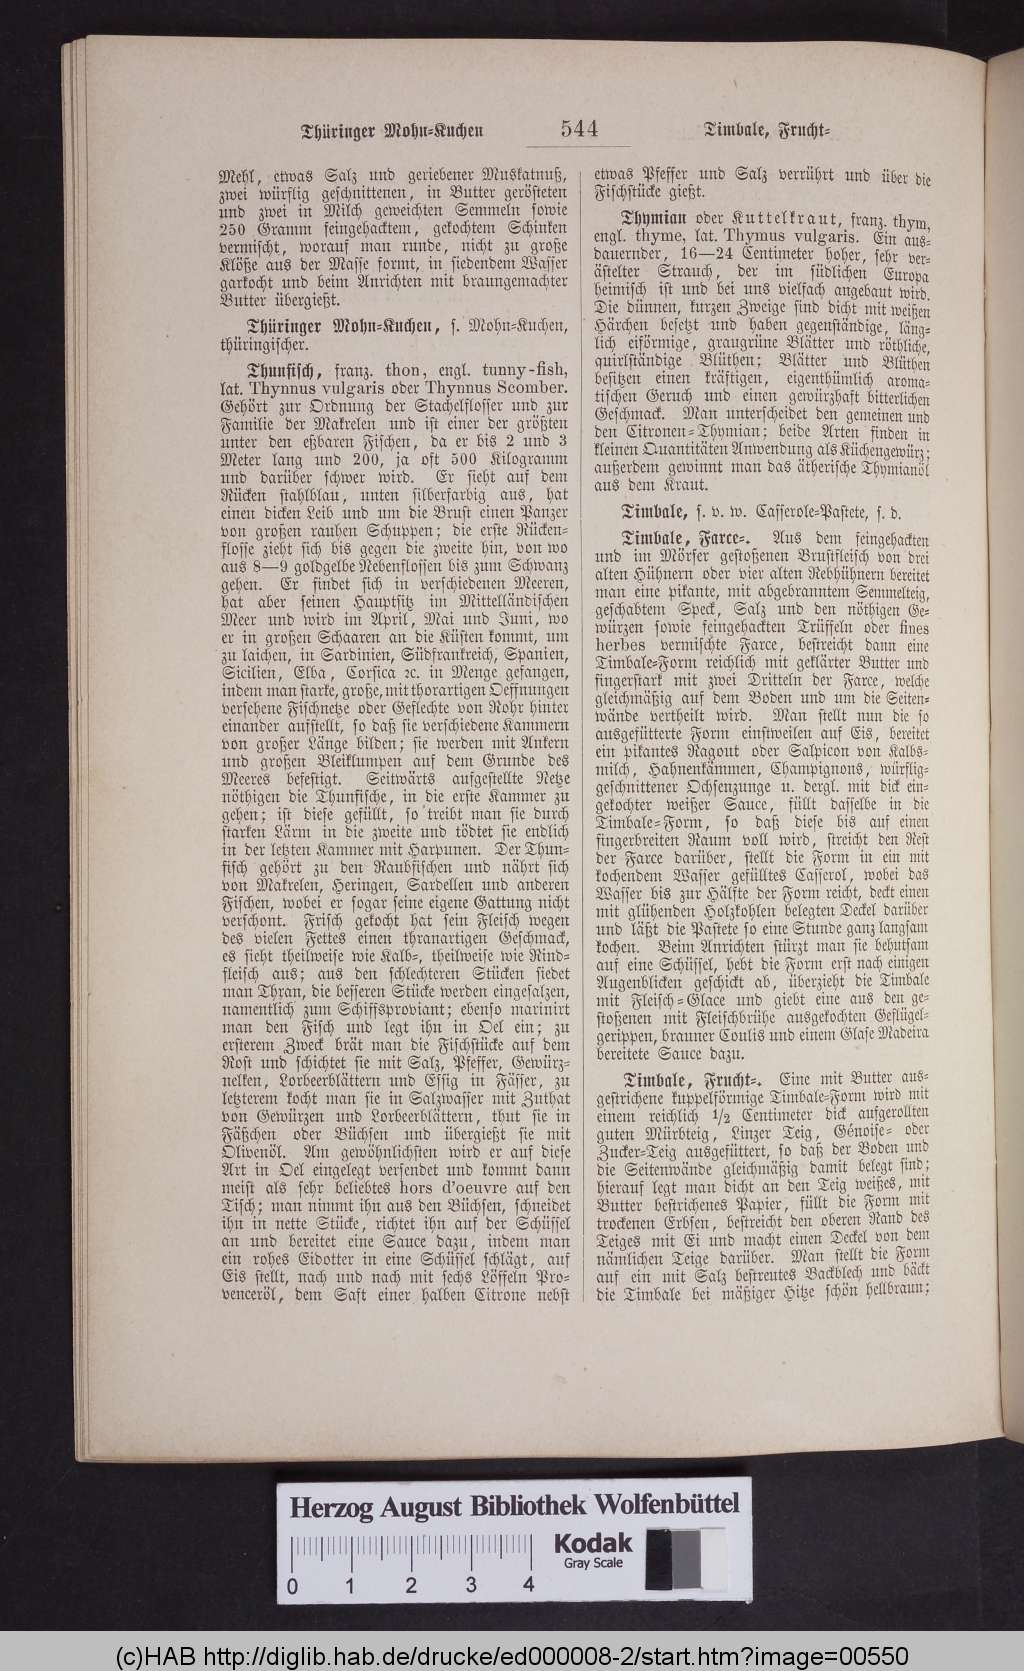 Thüringer Mohn-Kuchen 544 Timbale, Frucht-
Mehl, etwas Salz und geriebener Muskatnuß,
zwei würflig geschnittenen, in Butter gerösteten
und zwei in Milch geweichten Semmeln sowie
250 Gramm feingehacktem, gekochtem Schinken
vermischt, worauf man runde, nicht zu große
Klöße aus der Masse formt, in siedendem Wasser
garkocht und beim Anrichten mit braungemachter
Butter übergießt.
Thüringer Mohn-Kuchen, s. Mohn-Kuchen,
thüringischer.
Thunfisch, franz. thon, engl. tunny-fish,
lat. Thynnus vulgaris oder Thynnus Scomber.
Gehört zur Ordnung der Stachelflosser und zur
Familie der Makrelen und ist einer der größten
unter den eßbaren Fischen, da er bis 2 und 3
Meter lang und 200, ja oft 500 Kilogramm
und darüber schwer wird. Er sieht auf dem
Rücken stahlblau, unten silberfarbig aus, hat
einen dicken Leib und um die Brust einen Panzer
von großen rauhen Schuppen; die erste Rücken-
flosse zieht sich bis gegen die zweite hin, von wo
aus 8—9 goldgelbe Nebenflossen bis zum Schwanz
gehen. Er findet sich in verschiedenen Meeren,
hat aber seinen Hauptsitz im Mittelländischen
Meer und wird im April, Mai und Juni, wo
er in großen Schaaren an die Küsten kommt, um
zu laichen, in Sardinien, Südfrankreich, Spanien,
Sicilien, Elba, Corsica ꝛc. in Menge gefangen,
indem man starke, große, mit thorartigen Oeffnungen
versehene Fischnetze oder Geflechte von Rohr hinter
einander aufstellt, so daß sie verschiedene Kammern
von großer Länge bilden; sie werden mit Ankern
und großen Bleiklumpen auf dem Grunde des
Meeres befestigt. Seitwärts aufgestellte Netze
nöthigen die Thunfische, in die erste Kammer zu
gehen; ist diese gefüllt, so treibt man sie durch
starken Lärm in die zweite und tödtet sie endlich
in der letzten Kammer mit Harpunen. Der Thun-
fisch gehört zu den Raubfischen und nährt sich
von Makrelen, Heringen, Sardellen und anderen
Fischen, wobei er sogar seine eigene Gattung nicht
verschont. Frisch gekocht hat sein Fleisch wegen
des vielen Fettes einen thranartigen Geschmack,
es sieht theilweise wie Kalb-, theilweise wie Rind-
fleisch aus; aus den schlechteren Stücken siedet
man Thran, die besseren Stücke werden eingesalzen,
namentlich zum Schiffsproviant; ebenso marinirt
man den Fisch und legt ihn in Oel ein; zu
ersterem Zweck brät man die Fischstücke auf dem
Rost und schichtet sie mit Salz, Pfeffer, Gewürz-
nelken, Lorbeerblättern und Essig in Fässer, zu
letzterem kocht man sie in Salzwasser mit Zuthat
von Gewürzen und Lorbeerblättern, thut sie in
Fäßchen oder Büchsen und übergießt sie mit
Olivenöl. Am gewöhnlichsten wird er auf diese
Art in Oel eingelegt versendet und kommt dann
meist als sehr beliebtes hors d'oeuvre auf den
Tisch; man nimmt ihn aus den Büchsen, schneidet
ihn in nette Stücke, richtet ihn auf der Schüssel
an und bereitet eine Sauce dazu, indem man
ein rohes Eidotter in eine Schüssel schlägt, auf
Eis stellt, nach und nach mit sechs Löffeln Pro-
venceröl, dem Saft einer halben Citrone nebst
etwas Pfeffer und Salz verrührt und über die
Fischstücke gießt.
Thymian oder Kuttelkraut, franz. thym,
engl. thyme, lat. Thymus vulgaris. Ein aus-
dauernder, 16—24 Centimeter hoher, sehr ver-
ästelter Strauch, der im südlichen Europa
heimisch ist und bei uns vielfach angebaut wird.
Die dünnen, kurzen Zweige sind dicht mit weißen
Härchen besetzt und haben gegenständige, läng-
lich eiförmige, graugrüne Blätter und röthliche,
quirlständige Blüthen; Blätter und Blüthen
besitzen einen kräftigen, eigenthümlich aroma-
tischen Geruch und einen gewürzhaft bitterlichen
Geschmack. Man unterscheidet den gemeinen und
den Citronen-Thymian; beide Arten finden in
kleinen Quantitäten Anwendung als Küchengewürz;
außerdem gewinnt man das ätherische Thymianöl
aus dem Kraut.
Timbale, s. v. w. Casserole-Pastete, s. d.
Timbale, Farce-. Aus dem feingehackten
und im Mörser gestoßenen Brustfleisch von drei
alten Hühnern oder vier alten Rebhühnern bereitet
man eine pikante, mit abgebranntem Semmelteig,
geschabtem Speck, Salz und den nöthigen Ge-
würzen sowie feingehackten Trüffeln oder fines
herbes vermischte Farce, bestreicht dann eine
Timbale-Form reichlich mit geklärter Butter und
fingerstark mit zwei Dritteln der Farce, welche
gleichmäßig auf dem Boden und um die Seiten-
wände vertheilt wird. Man stellt nun die so
ausgefütterte Form einstweilen auf Eis, bereitet
ein pikantes Ragout oder Salpicon von Kalbs-
milch, Hahnenkämmen, Champignons, würflig-
geschnittener Ochsenzunge u. dergl. mit dick ein-
gekochter weißer Sauce, füllt dasselbe in die
Timbale-Form, so daß diese bis auf einen
fingerbreiten Raum voll wird, streicht den Rest
der Farce darüber, stellt die Form in ein mit
kochendem Wasser gefülltes Casserol, wobei das
Wasser bis zur Hälfte der Form reicht, deckt einen
mit glühenden Holzkohlen belegten Deckel darüber
und läßt die Pastete so eine Stunde ganz langsam
kochen. Beim Anrichten stürzt man sie behutsam
auf eine Schüssel, hebt die Form erst nach einigen
Augenblicken geschickt ab, überzieht die Timbale
mit Fleisch-Glace und giebt eine aus den ge-
stoßenen mit Fleischbrühe ausgekochten Geflügel-
gerippen, brauner Coulis und einem Glase Madeira
bereitete Sauce dazu.
Timbale, Frucht-. Eine mit Butter aus-
gestrichene kuppelförmige Timbale-Form wird mit
einem reichlich 1/2 Centimeter dick aufgerollten
guten Mürbteig, Linzer Teig, Génoise- oder
Zucker-Teig ausgefüttert, so daß der Boden und
die Seitenwände gleichmäßig damit belegt sind;
hierauf legt man dicht an den Teig weißes, mit
Butter bestrichenes Papier, füllt die Form mit
trockenen Erbsen, bestreicht den oberen Rand des
Teiges mit Ei und macht einen Deckel von dem
nämlichen Teige darüber. Man stellt die Form
auf ein mit Salz bestreutes Backblech und bäckt
die Timbale bei mäßiger Hitze schön hellbraun;
Herzog August Bibliothek Wolfenbüttel
0 1 2 3 4
Kodak
Gray Scale
(c)HAB http://diglib.hab.de/drucke/ed000008-2/start.htm?image=00550